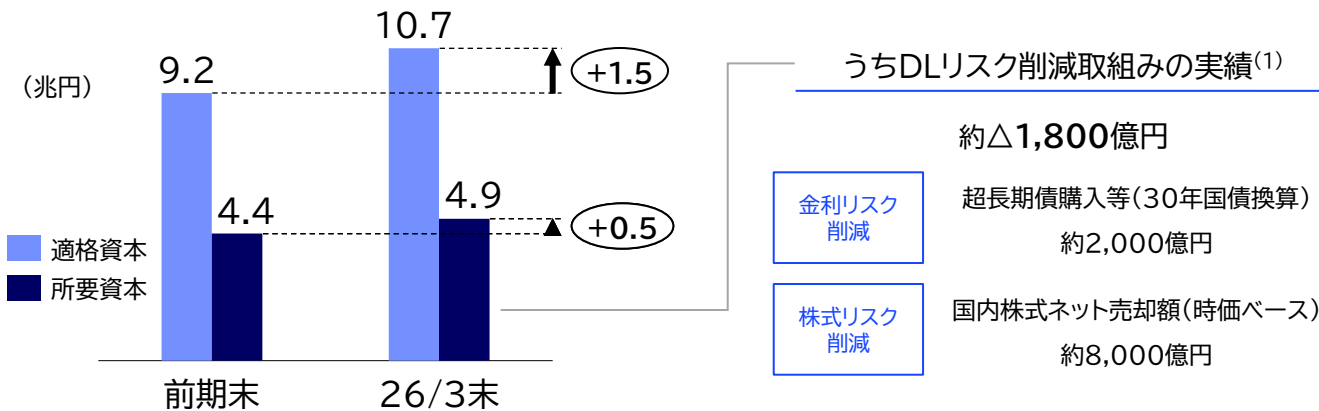 (兆円)
9.2
10.7
+1.5
4.4
4.9
+0.5
適格資本
所要資本
前期末
26/3末
うちDLリスク削減取組みの実績(1)
約△1,800億円
金利リスク
削減
超長期債購入等(30年国債換算)
約2,000億円
株式リスク
削減
国内株式ネット売却額(時価ベース)
約8,000億円